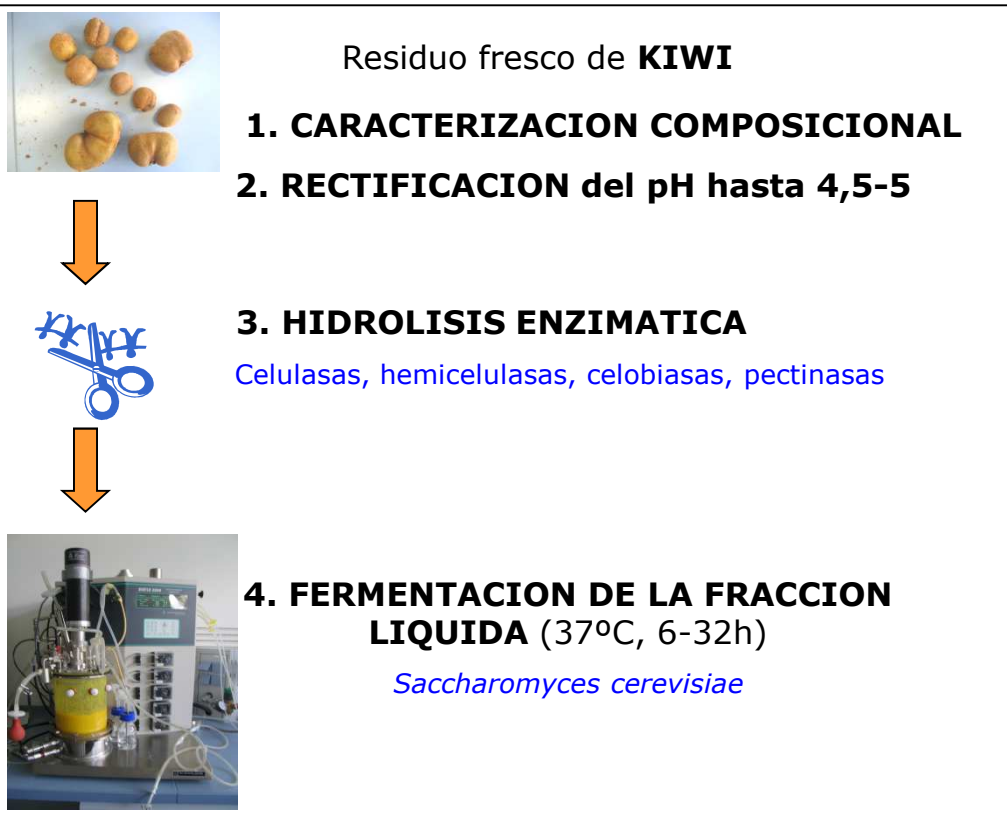 Residuo fresco de KIWI
1. CARACTERIZACION COMPOSICIONAL
2. RECTIFICACION del pH hasta 4,5-5
3. HIDROLISIS ENZIMATICA
Celulasas, hemicelulasas, celobiasas, pectinasas
4. FERMENTACION DE LA FRACCION
LIQUIDA (37ºC, 6-32h)
Saccharomyces cerevisiae